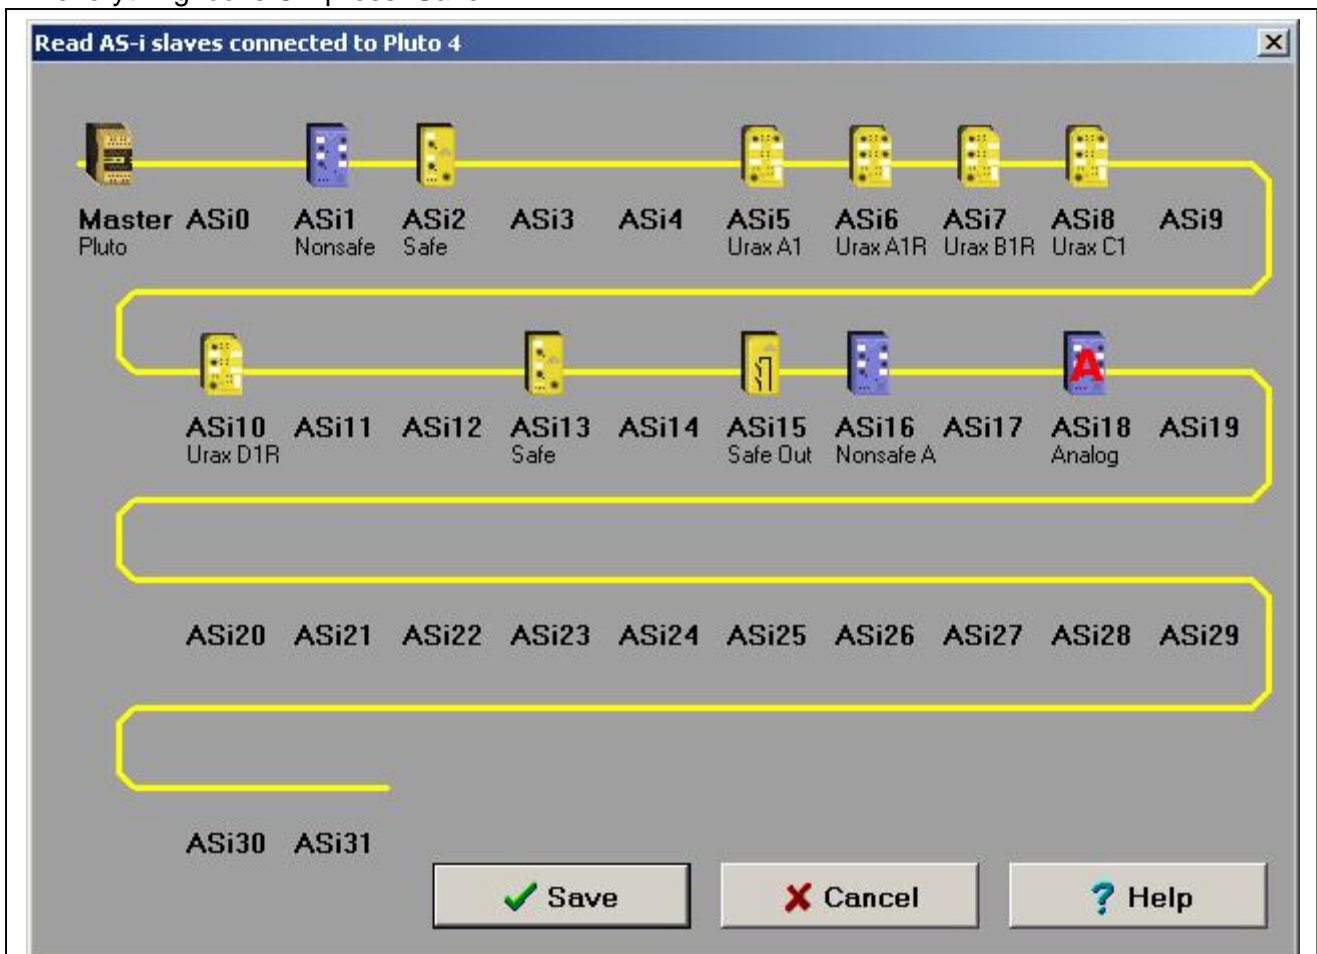 Read AS-i slaves connected to Pluto 4
Master ASi0 ASi1 ASi2 ASi3 ASi4 ASi5 ASi6 ASi7 ASi8 ASi9
Pluto Nonsafe Safe Urax A1 Urax A1R Urax B1R Urax C1
A
ASi10 ASi11 ASi12 ASi13 ASi14 ASi15 ASi16 ASi17 ASi18 ASi19
Urax D1R Safe Safe Out Nonsafe A Analog
ASi20 ASi21 ASi22 ASi23 ASi24 ASi25 ASi26 ASi27 ASi28 ASi29
ASi30 ASi31
Save Cancel ? Help